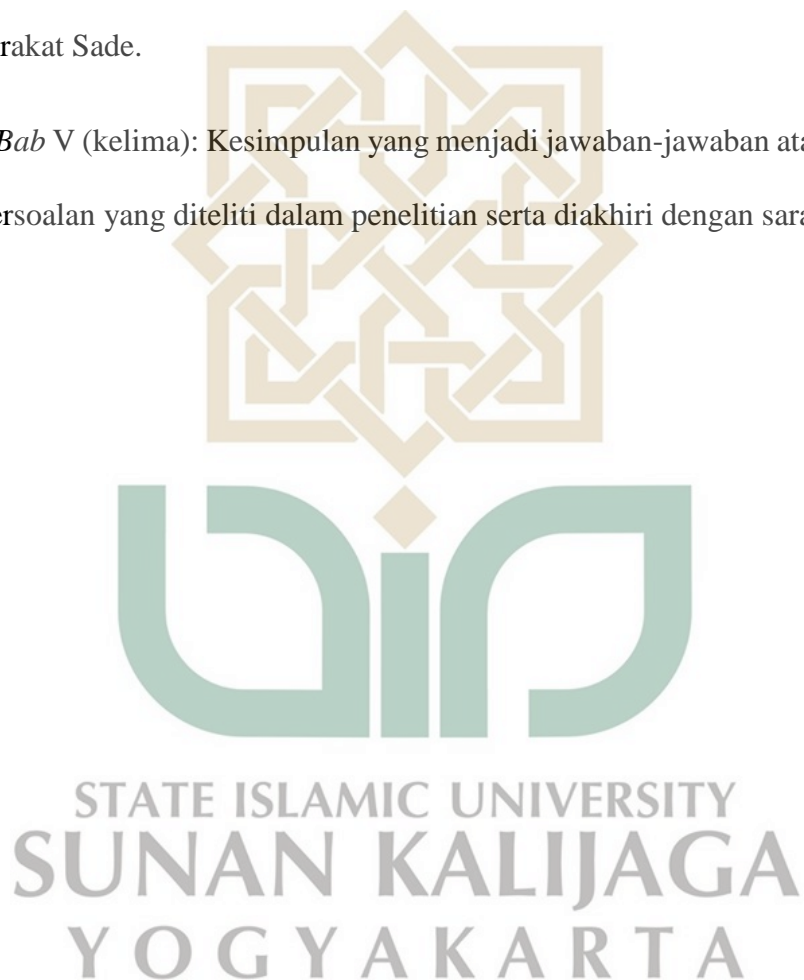 rakat Sade.
Bab V (kelima): Kesimpulan yang menjadi jawaban-jawaban ata
ersoalan yang diteliti dalam penelitian serta diakhiri dengan sara
STATE ISLAMIC UNIVERSITY
SUNAN KALIJAGA
YOGYAKARTA